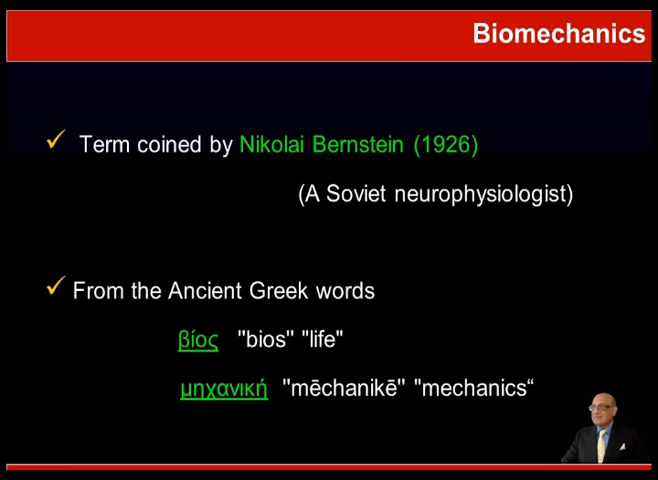 Biomechanics
Term coined by Nikolai Bernstein (1926)
(A Soviet neurophysiologist)
From the Ancient Greek words
βίος "bios" "life"
μηχανική "mēchanikē" "mechanics“